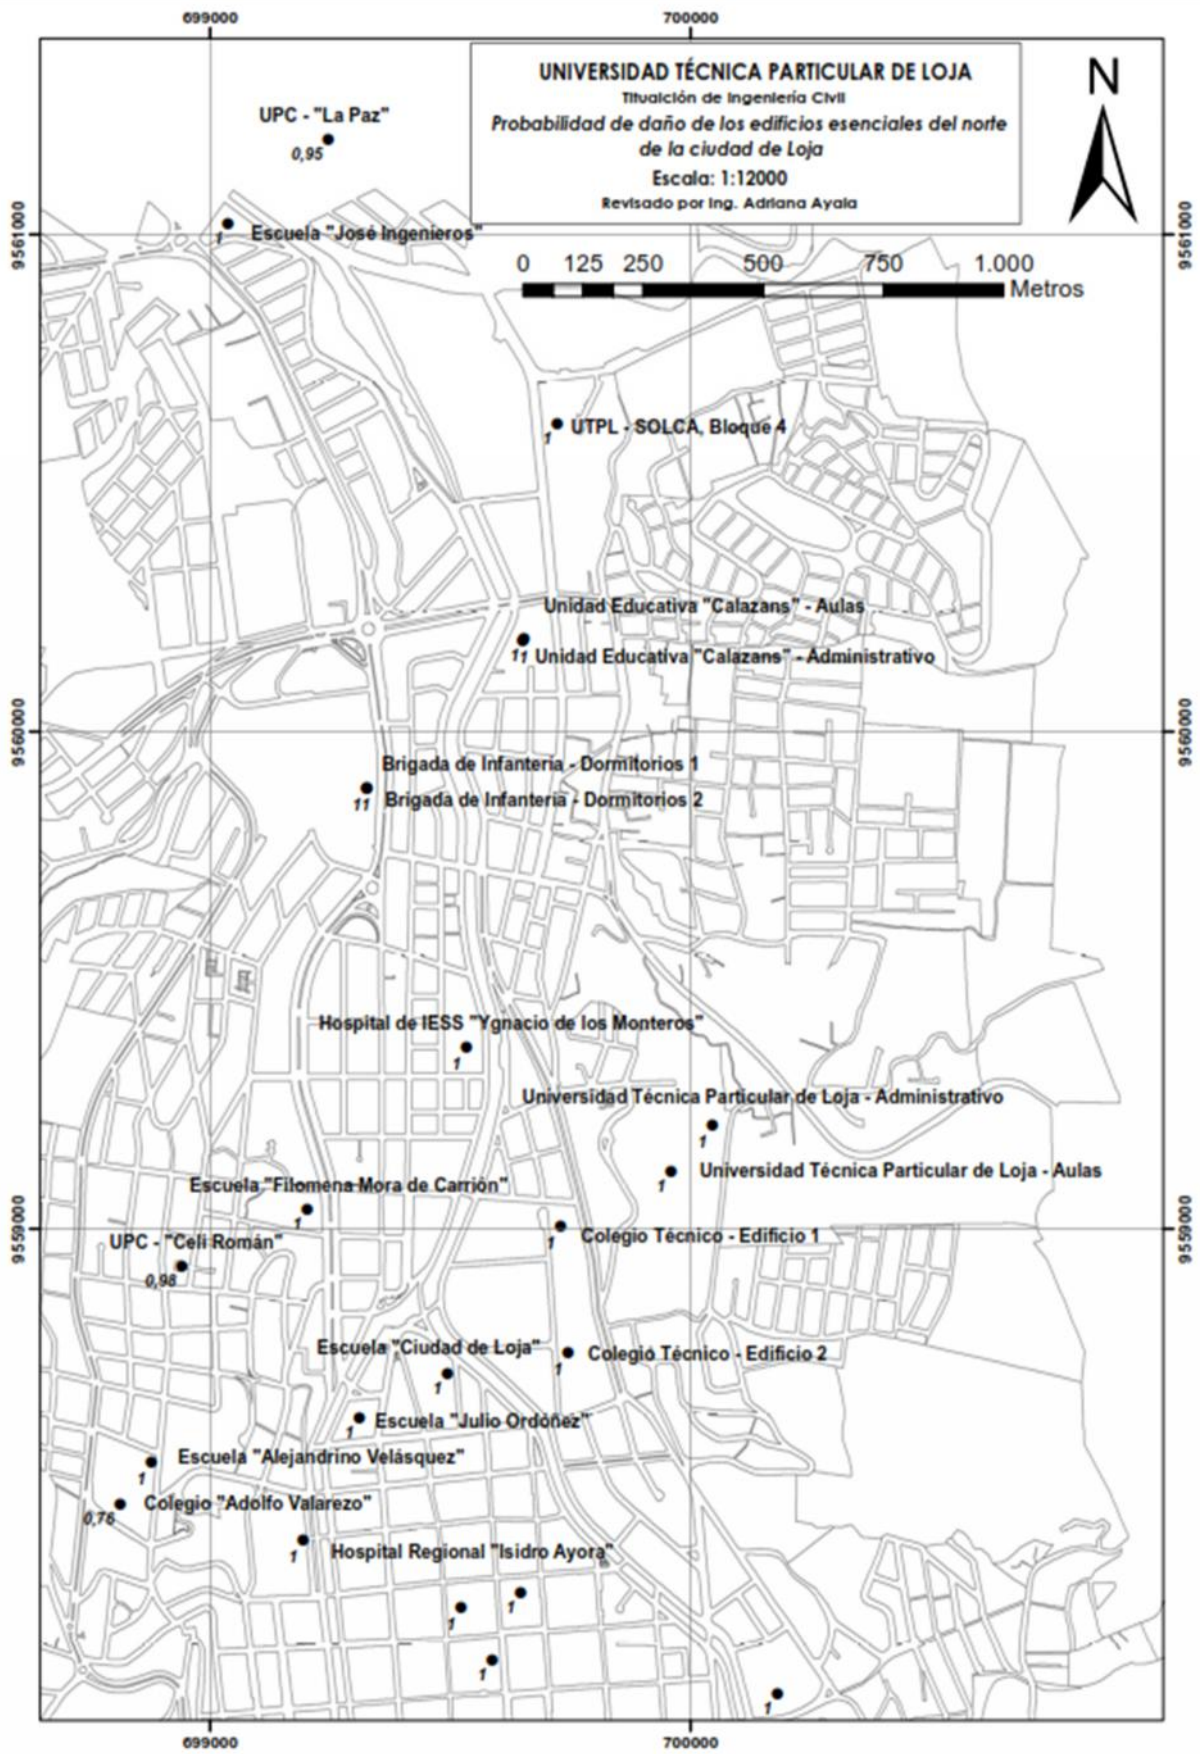 699000
700000
UNIVERSIDAD TÉCNICA PARTICULAR DE LOJA
Titualción de Ingeniería Civil
Probabilidad de daño de los edificios esenciales del norte
de la ciudad de Loja
Escala: 1:12000
Revisado por Ing. Adriana Ayala
N
UPC - "La Paz"
0,95
9561000
1
Escuela "José Ingenieros"
9561000
0 125 250 500 750 1.000
Metros
1
UTPL - SOLCA, Bloque 4
Unidad Educativa "Calazans" - Aulas
11
Unidad Educativa "Calazans" - Administrativo
9560000
9560000
Brigada de Infantería - Dormitorios 1
11
Brigada de Infantería - Dormitorios 2
Hospital de IESS "Ygnacio de los Monteros"
1
Universidad Técnica Particular de Loja - Administrativo
1
Universidad Técnica Particular de Loja - Aulas
1
Escuela "Filomena Mora de Carrión"
1
9559000
9559000
Colegio Técnico - Edificio 1
1
UPC - "Celi Román"
0,98
Escuela "Ciudad de Loja"
1
Colegio Técnico - Edificio 2
1
Escuela "Julio Ordóñez"
1
Escuela "Alejandrino Velásquez"
1
Colegio "Adolfo Valarezo"
0,76
1
Hospital Regional "Isidro Ayora"
1
1
1
1
699000
700000